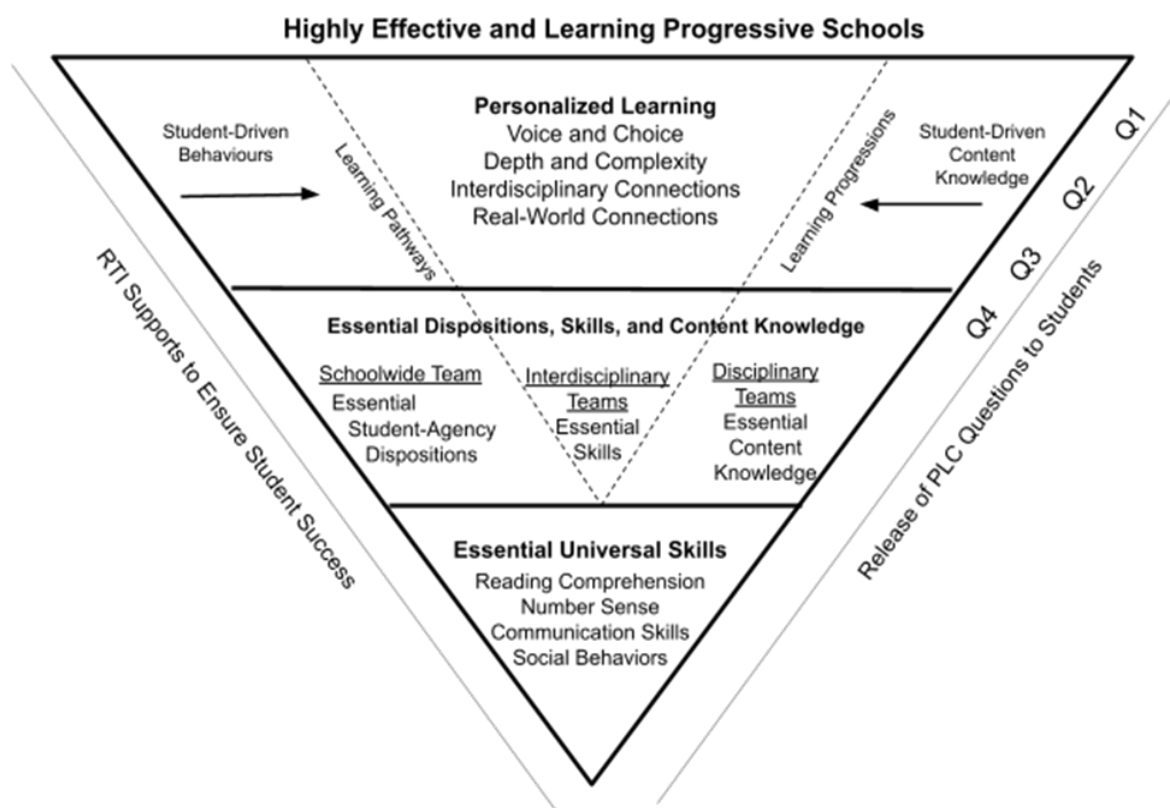 Highly Effective and Learning Progressive Schools
Personalized Learning
Voice and Choice
Depth and Complexity
Interdisciplinary Connections
Real-World Connections
Student-Driven
Behaviours
Learning Pathways
Learning Progressions
Student-Driven
Content
Knowledge
Q1
Q2
Q3
Q4
RTI Supports to Ensure Student Success
Release of PLC Questions to Students
Essential Dispositions, Skills, and Content Knowledge
Schoolwide Team
Essential
Student-Agency
Dispositions
Interdisciplinary
Teams
Essential
Skills
Disciplinary
Teams
Essential
Content
Knowledge
Essential Universal Skills
Reading Comprehension
Number Sense
Communication Skills
Social Behaviors